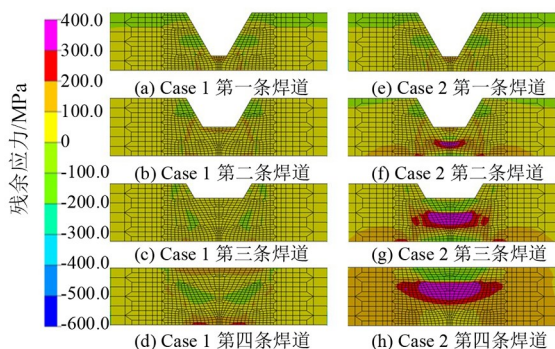 残余应力/MPa
400.0
200.0
100.0
0
-100.0
-200.0
-300.0
-400.0
-500.0
-600.0
(a) Case 1 第一条焊道
(e) Case 2 第一条焊道
(b) Case 1 第二条焊道
(f) Case 2 第二条焊道
(c) Case 1 第三条焊道
(g) Case 2 第三条焊道
(d) Case 1 第四条焊道
(h) Case 2 第四条焊道